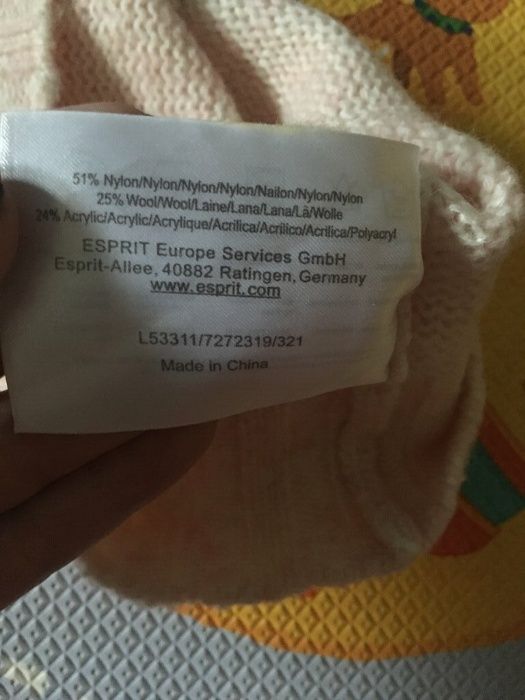 51% Nylon/Nylon/Nylon/Nylon/Nailon/Nylon/Nylon
25% Wool/Wool/Laine/Lana/Lana/Lã/Wolle
24% Acrylic/Acrylic/Acrylique/Acrilica/Acrilico/Acrilica/Polyacryl
ESPRIT Europe Services GmbH
Esprit-Allee, 40882 Ratingen, Germany
www.esprit.com
L53311/7272319/321
Made in China